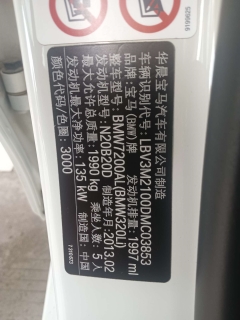 华晨宝马汽车有限公司制造
车辆识别代号:LBV3M2100DMC03853
品牌:宝马(BMW)牌 发动机排量:1997 ml
整车型号:BMW7200AL(BMW320Li)
发动机型号:N20B20D 制造年月:2013.02
最大允许总质量:1990 kg 乘坐人数:5 人
发动机最大净功率:135 kW 制造国:中国
颜色代码/色圈:3000